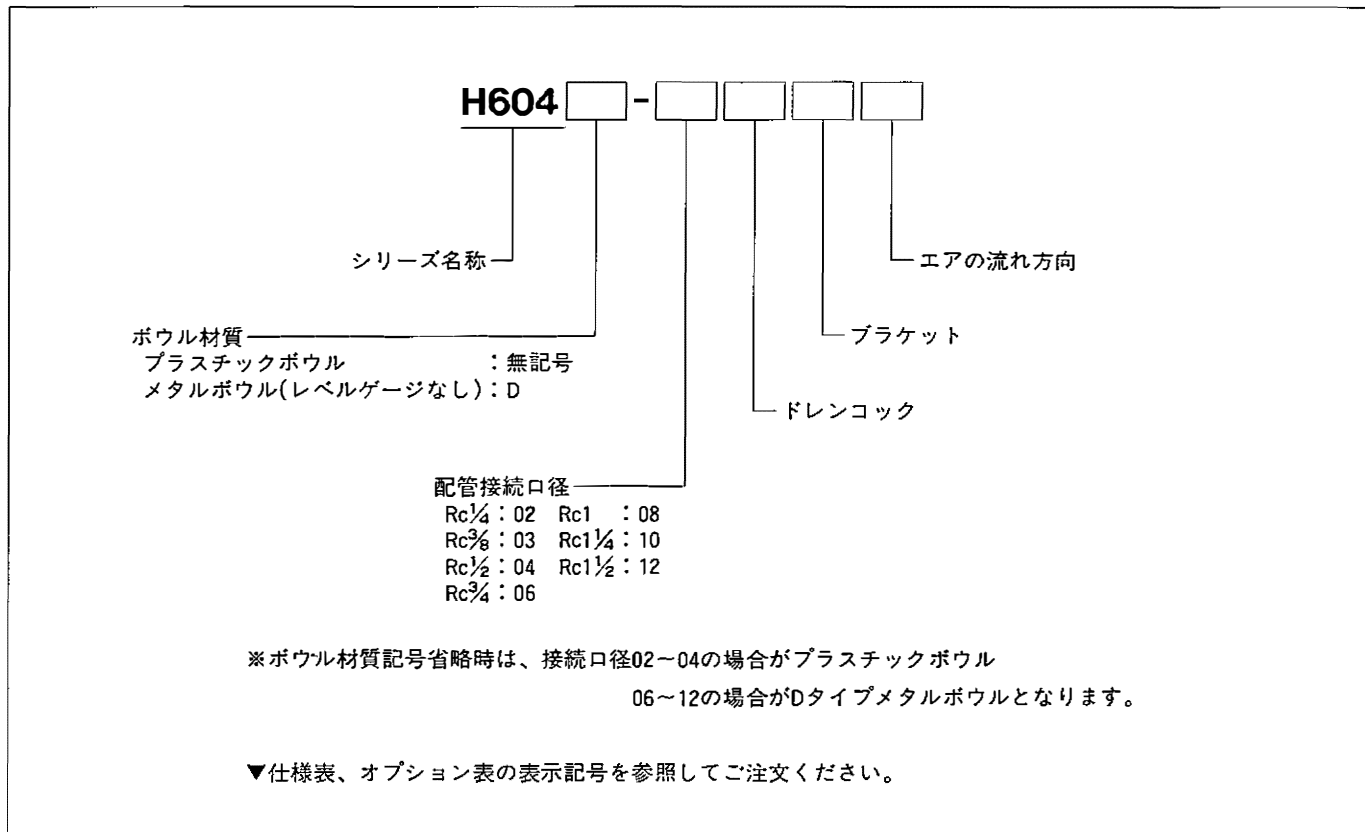 H604 -
シリーズ名称
エアの流れ方向
ボウル材質
ブラケット
プラスチックボウル :無記号
メタルボウル(レベルゲージなし):D
ドレンコック
配管接続口径
Rc1/4:02 Rc1 :08
Rc3/8:03 Rc1 1/4:10
Rc1/2:04 Rc1 1/2:12
Rc3/4:06
※ボウル材質記号省略時は、接続口径02〜04の場合がプラスチックボウル
06〜12の場合がDタイプメタルボウルとなります。
▼仕様表、オプション表の表示記号を参照してご注文ください。